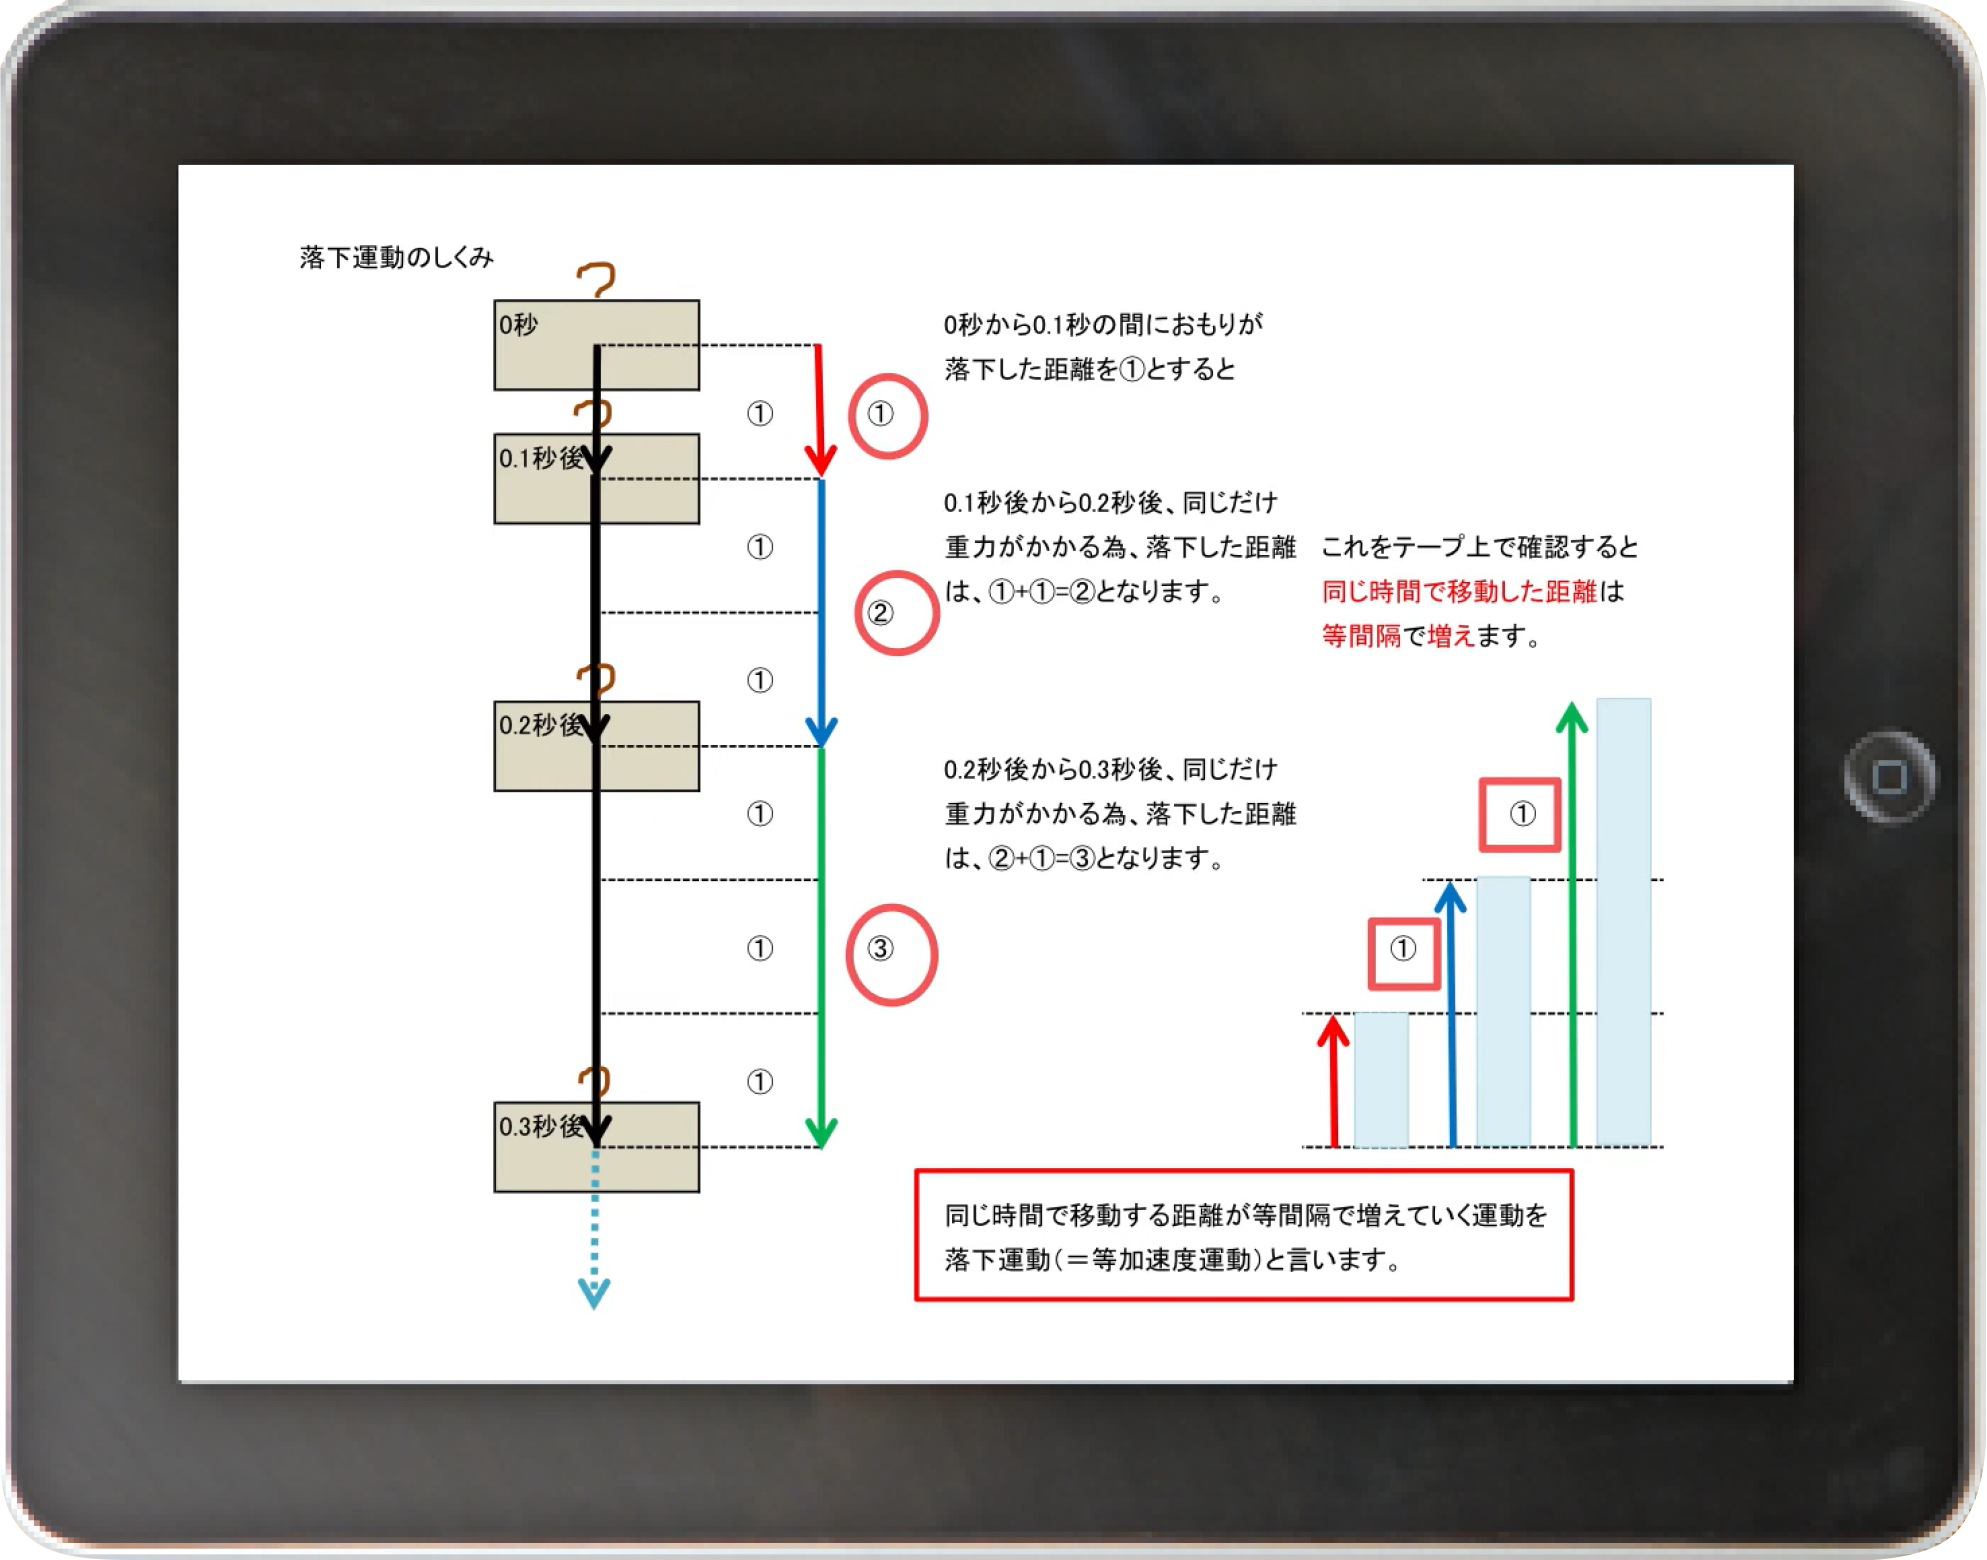 落下運動のしくみ
0秒
0秒から0.1秒の間におもりが
落下した距離を①とすると
①
①
0.1秒後
0.1秒後から0.2秒後、同じだけ
重力がかかる為、落下した距離
は、①+①=②となります。
①
②
①
これをテープ上で確認すると
同じ時間で移動した距離は
等間隔で増えます。
0.2秒後
0.2秒後から0.3秒後、同じだけ
重力がかかる為、落下した距離
は、②+①=③となります。
①
①
③
①
①
①
0.3秒後
同じ時間で移動する距離が等間隔で増えていく運動を
落下運動(＝等加速度運動)と言います。